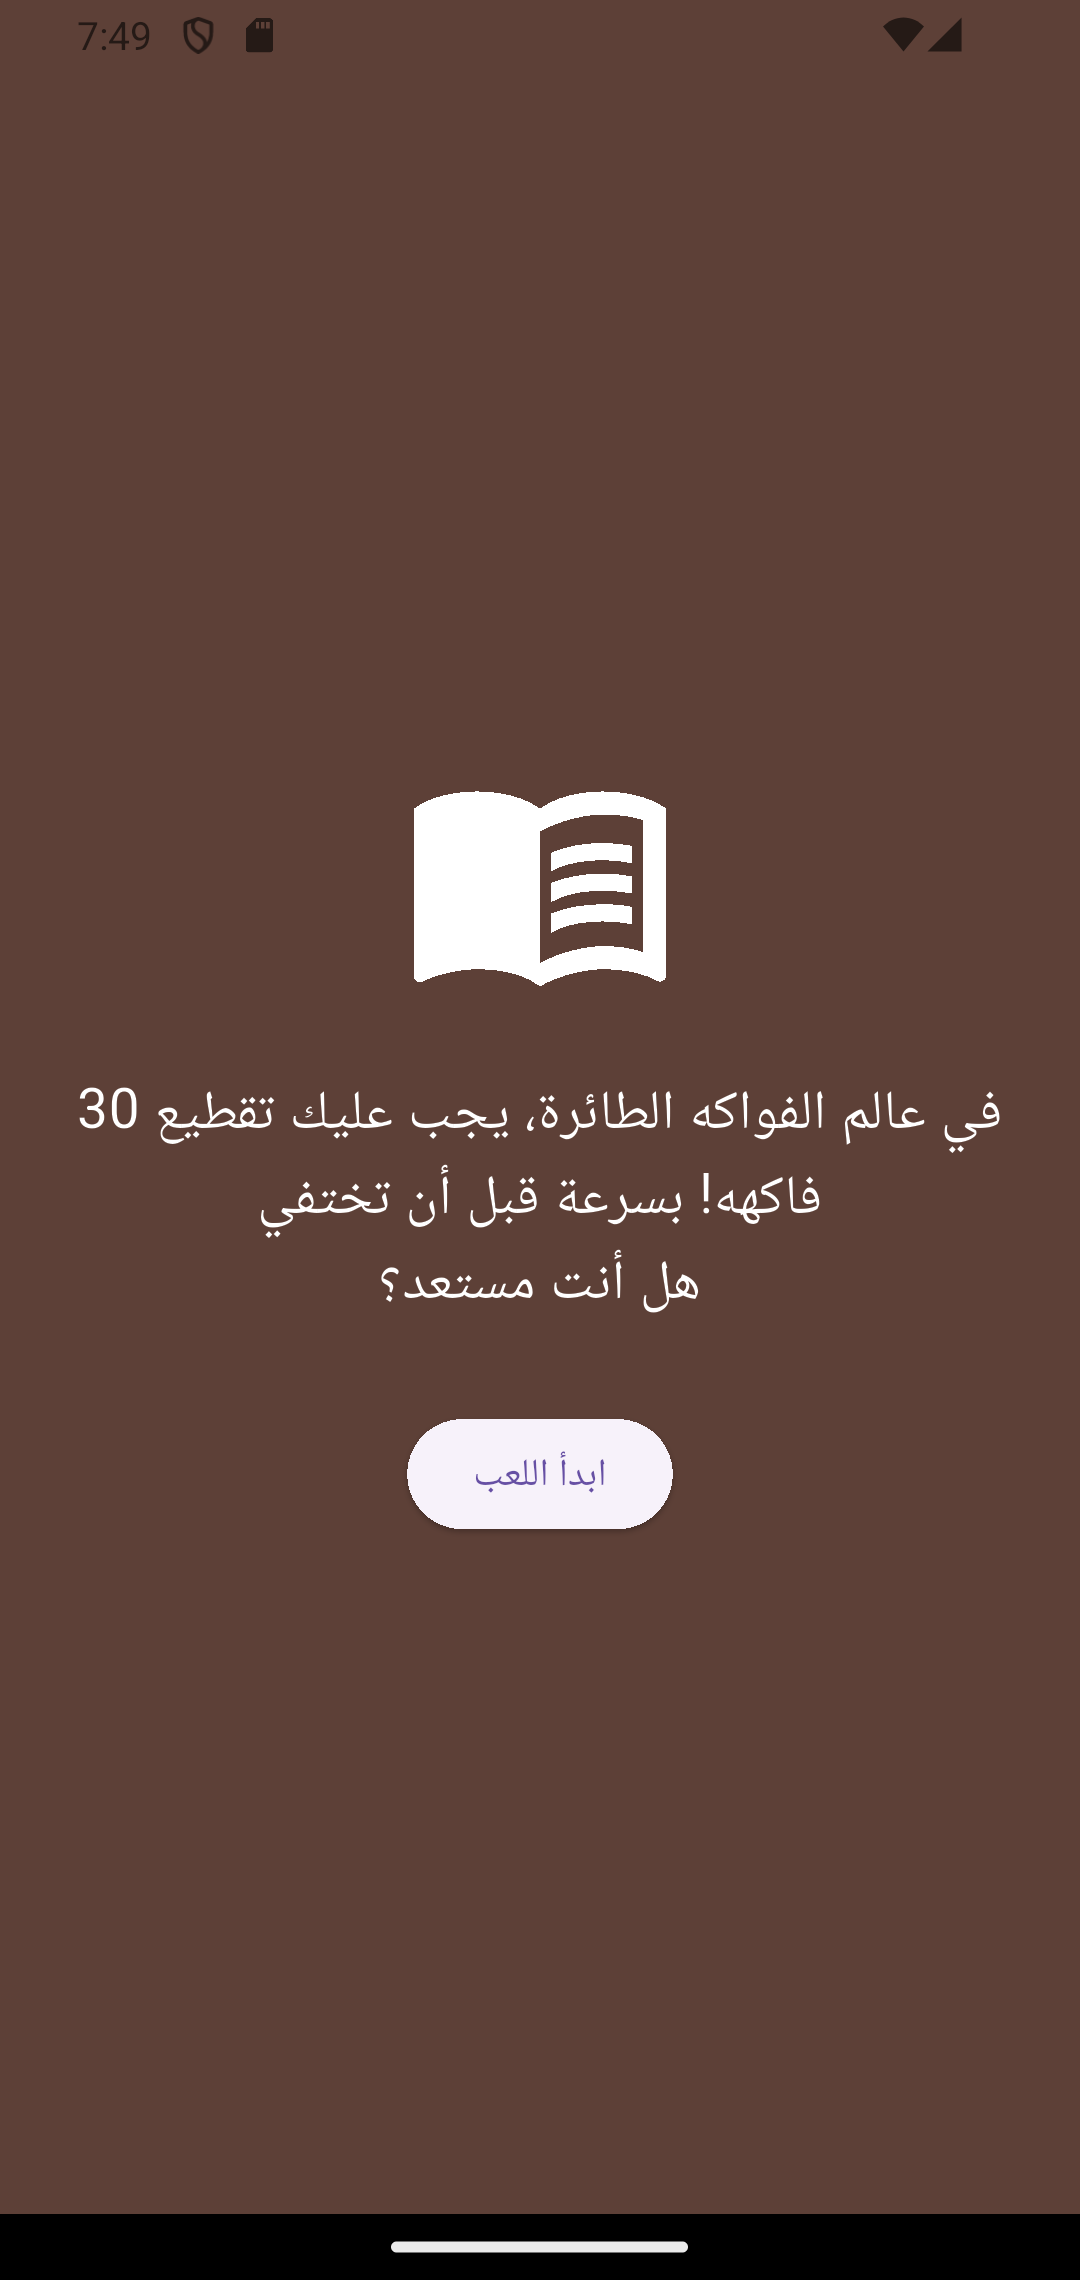 7:49
في عالم الفواكه الطائرة، يجب عليك تقطيع 30
فاكهه! بسرعة قبل أن تختفي
هل أنت مستعد؟
ابدأ اللعب